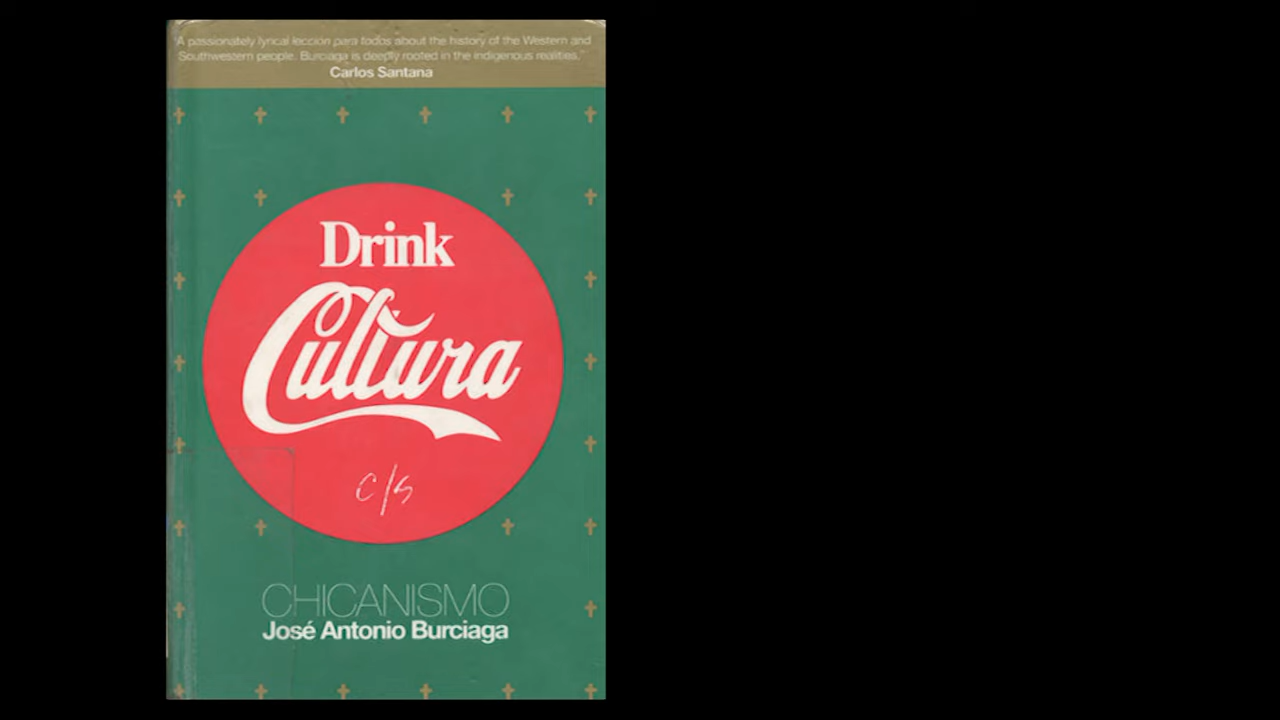 "A passionately lyrical lección para todos about the history of the Western and
Southwestern people. Burciaga is deeply rooted in the indigenous realities."
Carlos Santana
Drink
Cultura
c/s
CHICANISMO
José Antonio Burciaga